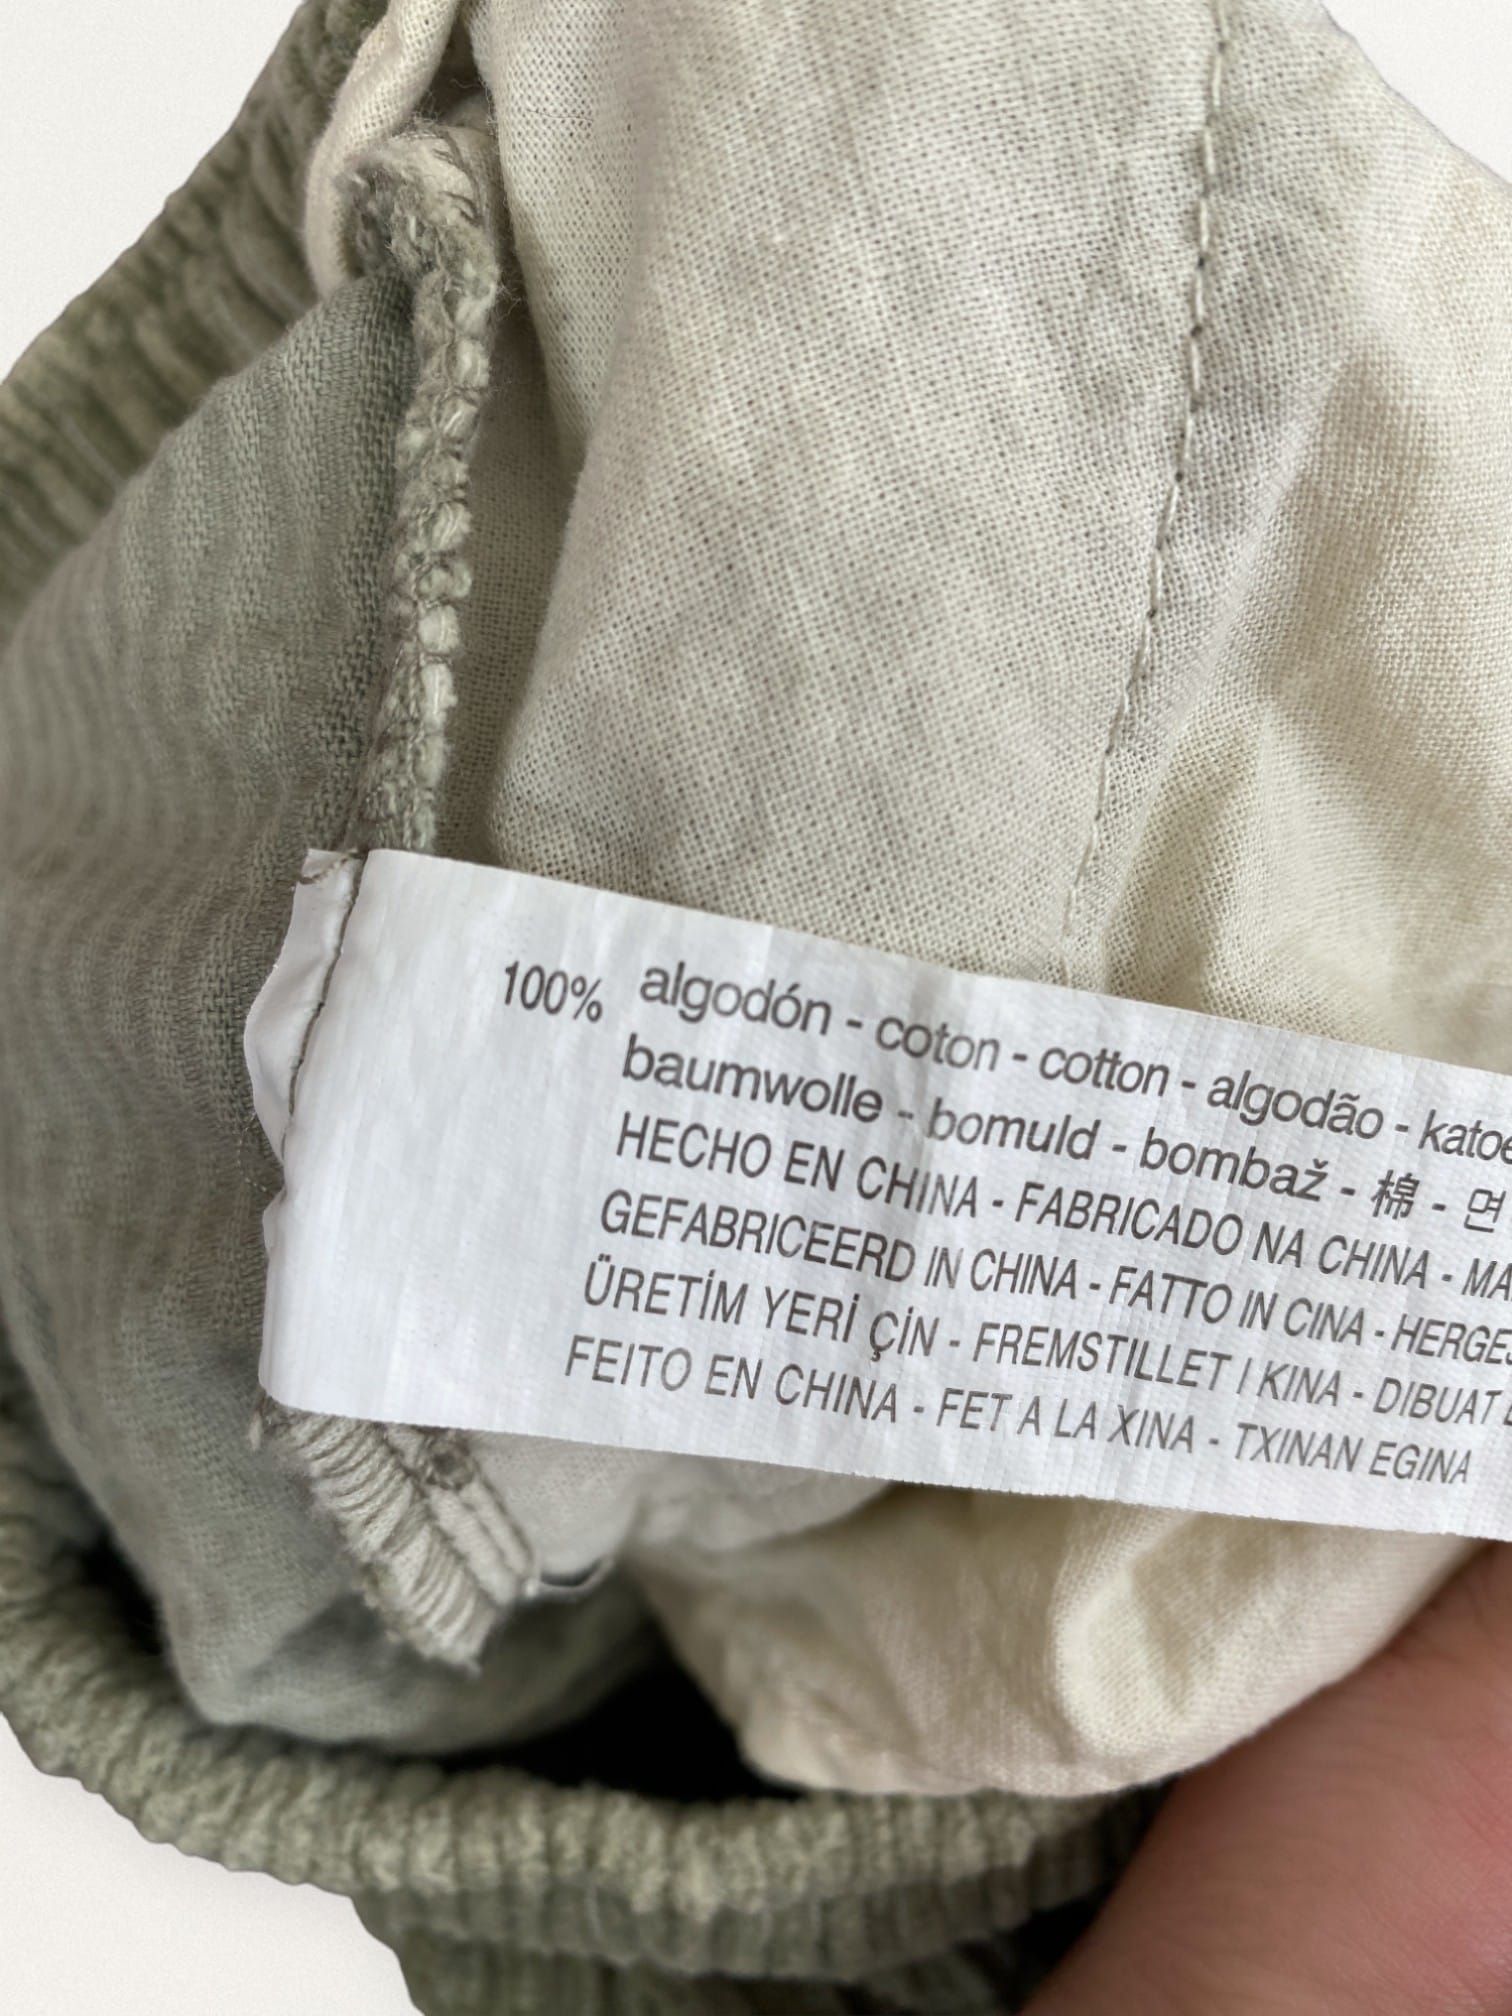 100% algodón - coton - cotton - algodão -
baumwolle - bomuld - bombaž - 棉 - 면
HECHO EN CHINA - FABRICADO NA CHINA -
GEFABRICEERD IN CHINA - FATTO IN CINA -
ÜRETİM YERİ ÇİN - FREMSTILLET I KINA -
FEITO EN CHINA - FET A LA XINA - TXINAN EGINA